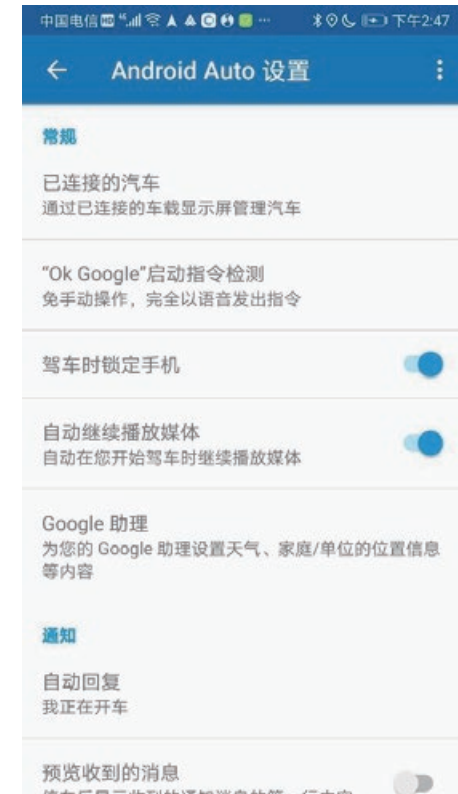 中国电信 HD 4G 下午2:47
Android Auto 设置
常规
已连接的汽车
通过已连接的车载显示屏管理汽车
“Ok Google”启动指令检测
免手动操作，完全以语音发出指令
驾车时锁定手机
自动继续播放媒体
自动在您开始驾车时继续播放媒体
Google 助理
为您的 Google 助理设置天气、家庭/单位的位置信息
等内容
通知
自动回复
我正在开车
预览收到的消息